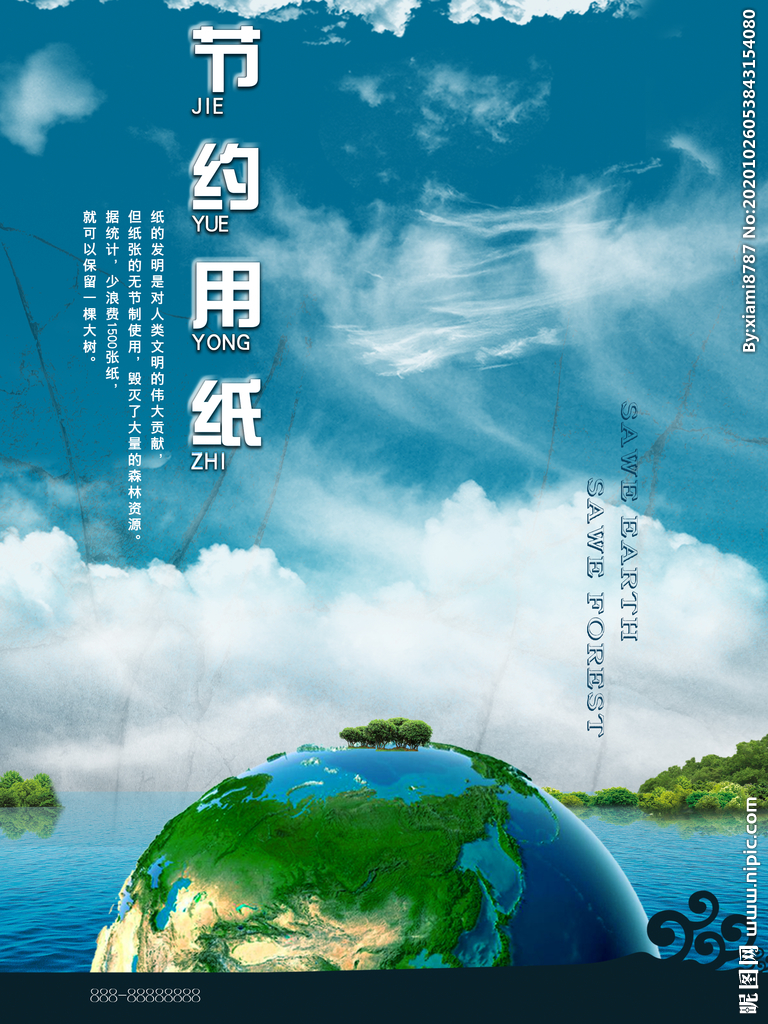 节
JIE
约
YUE
用
YONG
纸
ZHI
纸的发明是对人类文明的伟大贡献，
但纸张的无节制使用，毁灭了大量的森林资源。
据统计，少浪费1500张纸，
就可以保留一棵大树。
SAWE EARTH
SAWE FOREST
888-88888888
By:xiami8787 No:20201026053843154080
昵图网 www.nipic.com